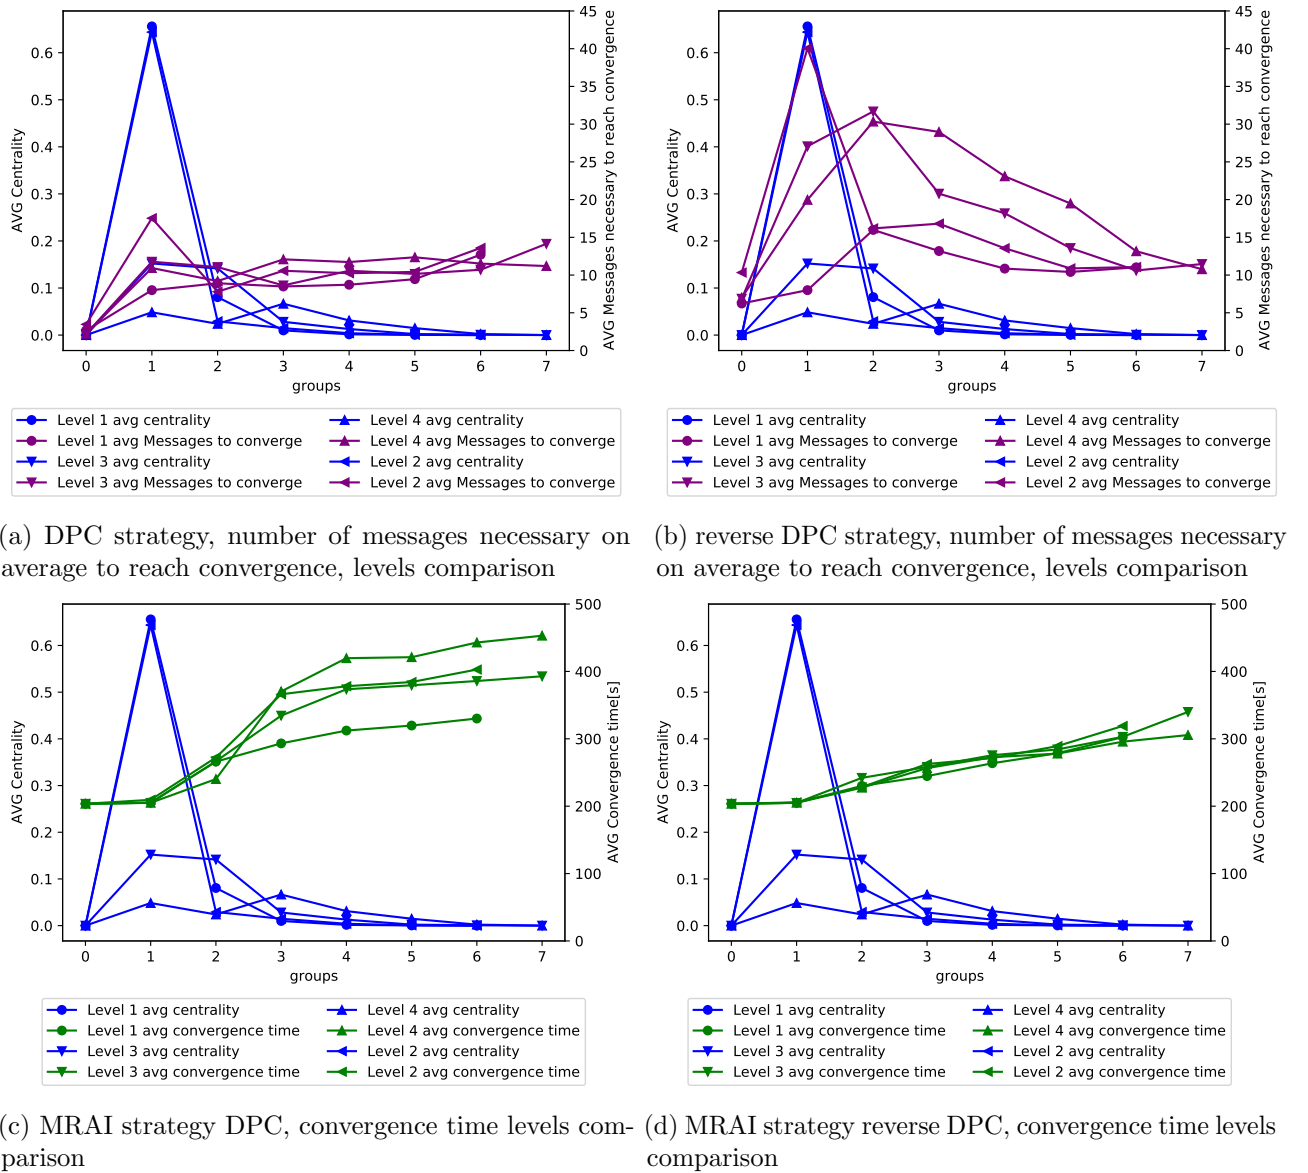 0.6
0.5
0.4
0.3
0.2
0.1
0.0
AVG Centrality
0 1 2 3 4 5 6 7
groups
45
40
35
30
25
20
15
10
5
0
AVG Messages necessary to reach convergence
Level 1 avg centrality
Level 1 avg Messages to converge
Level 3 avg centrality
Level 3 avg Messages to converge
Level 4 avg centrality
Level 4 avg Messages to converge
Level 2 avg centrality
Level 2 avg Messages to converge
(a) DPC strategy, number of messages necessary on
average to reach convergence, levels comparison
0.6
0.5
0.4
0.3
0.2
0.1
0.0
AVG Centrality
0 1 2 3 4 5 6 7
groups
45
40
35
30
25
20
15
10
5
0
AVG Messages necessary to reach convergence
Level 1 avg centrality
Level 1 avg Messages to converge
Level 3 avg centrality
Level 3 avg Messages to converge
Level 4 avg centrality
Level 4 avg Messages to converge
Level 2 avg centrality
Level 2 avg Messages to converge
(b) reverse DPC strategy, number of messages necessary
on average to reach convergence, levels comparison
0.6
0.5
0.4
0.3
0.2
0.1
0.0
AVG Centrality
0 1 2 3 4 5 6 7
groups
500
400
300
200
100
0
AVG Convergence time[s]
Level 1 avg centrality
Level 1 avg convergence time
Level 3 avg centrality
Level 3 avg convergence time
Level 4 avg centrality
Level 4 avg convergence time
Level 2 avg centrality
Level 2 avg convergence time
(c) MRAI strategy DPC, convergence time levels com-
parison
0.6
0.5
0.4
0.3
0.2
0.1
0.0
AVG Centrality
0 1 2 3 4 5 6 7
groups
500
400
300
200
100
0
AVG Convergence time[s]
Level 1 avg centrality
Level 1 avg convergence time
Level 3 avg centrality
Level 3 avg convergence time
Level 4 avg centrality
Level 4 avg convergence time
Level 2 avg centrality
Level 2 avg convergence time
(d) MRAI strategy reverse DPC, convergence time levels
comparison